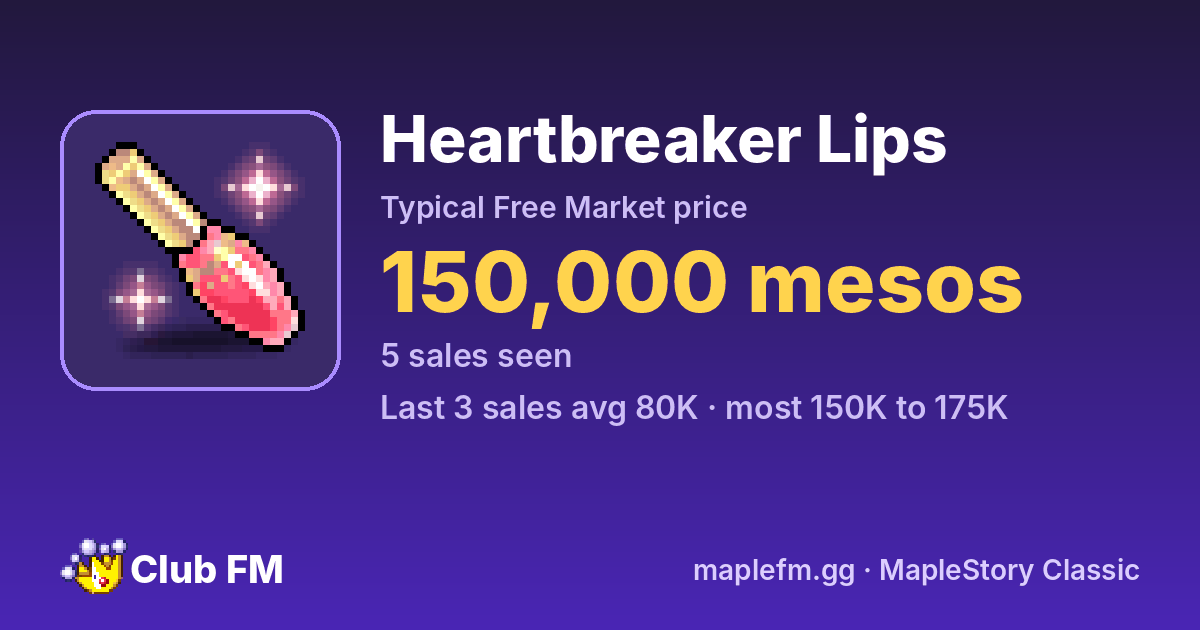 Heartbreaker Lips
Typical Free Market price
150,000 mesos
5 sales seen
Last 3 sales avg 80K · most 150K to 175K
Club FM
maplefm.gg · MapleStory Classic